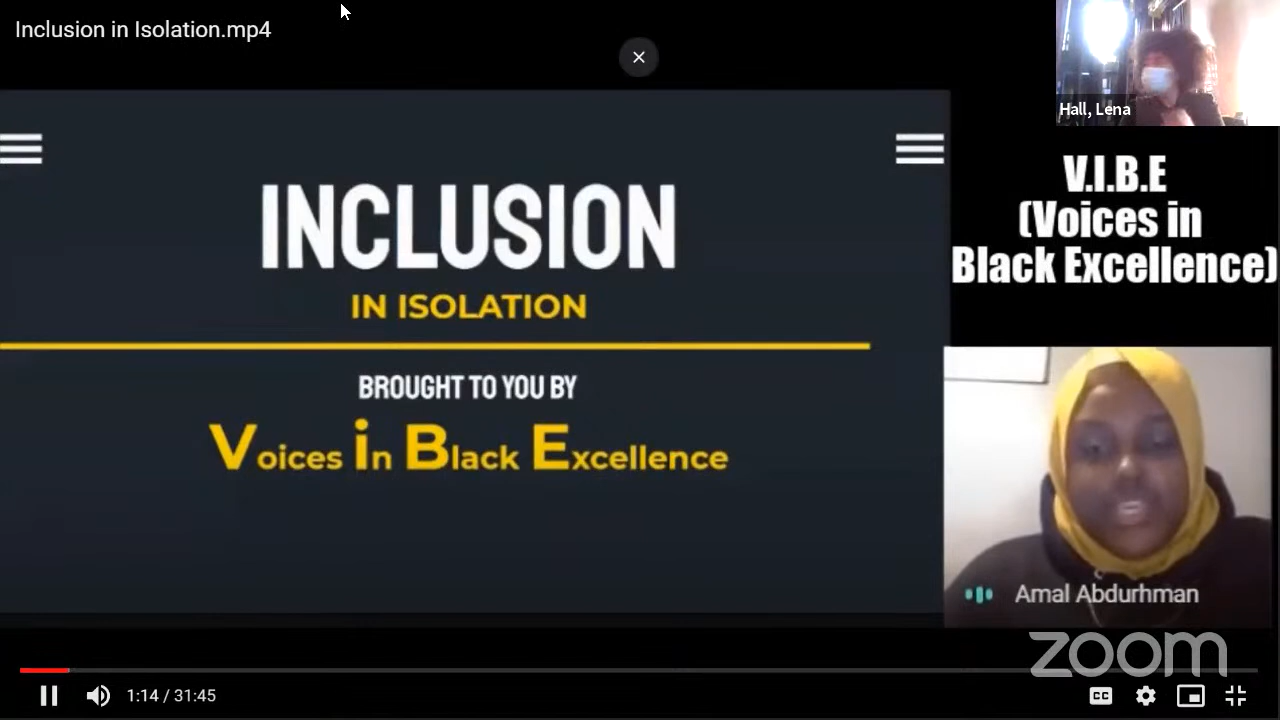 Inclusion in Isolation.mp4
Hall, Lena
INCLUSION
IN ISOLATION
BROUGHT TO YOU BY
Voices in Black Excellence
V.I.B.E
(Voices in
Black Excellence)
Amal Abdurhman
zoom
1:14 / 31:45
CC